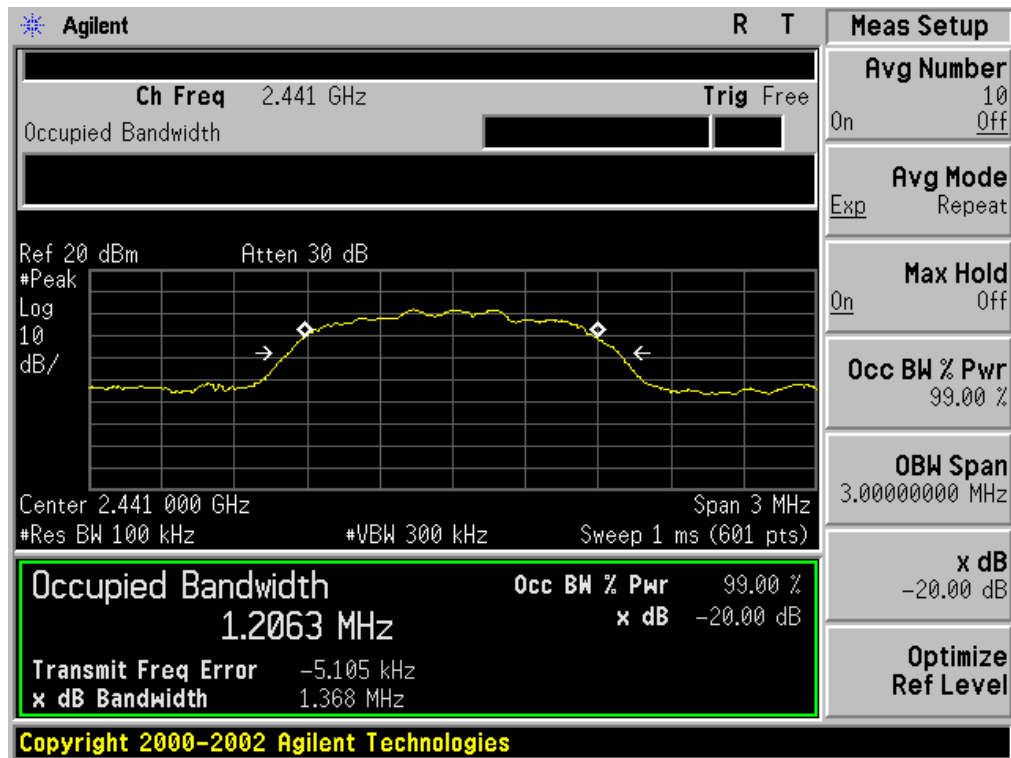 Agilent R T
Ch Freq 2.441 GHz Trig Free
Occupied Bandwidth
Ref 20 dBm Atten 30 dB
#Peak
Log
10
dB/
Center 2.441 000 GHz Span 3 MHz
#Res BW 100 kHz #VBW 300 kHz Sweep 1 ms (601 pts)
Occupied Bandwidth
1.2063 MHz
Occ BW % Pwr 99.00 %
x dB -20.00 dB
Transmit Freq Error -5.105 kHz
x dB Bandwidth 1.368 MHz
Copyright 2000-2002 Agilent Technologies
Meas Setup
Avg Number
10
On Off
Avg Mode
Exp Repeat
Max Hold
On Off
Occ BW % Pwr
99.00 %
OBW Span
3.00000000 MHz
x dB
-20.00 dB
Optimize
Ref Level